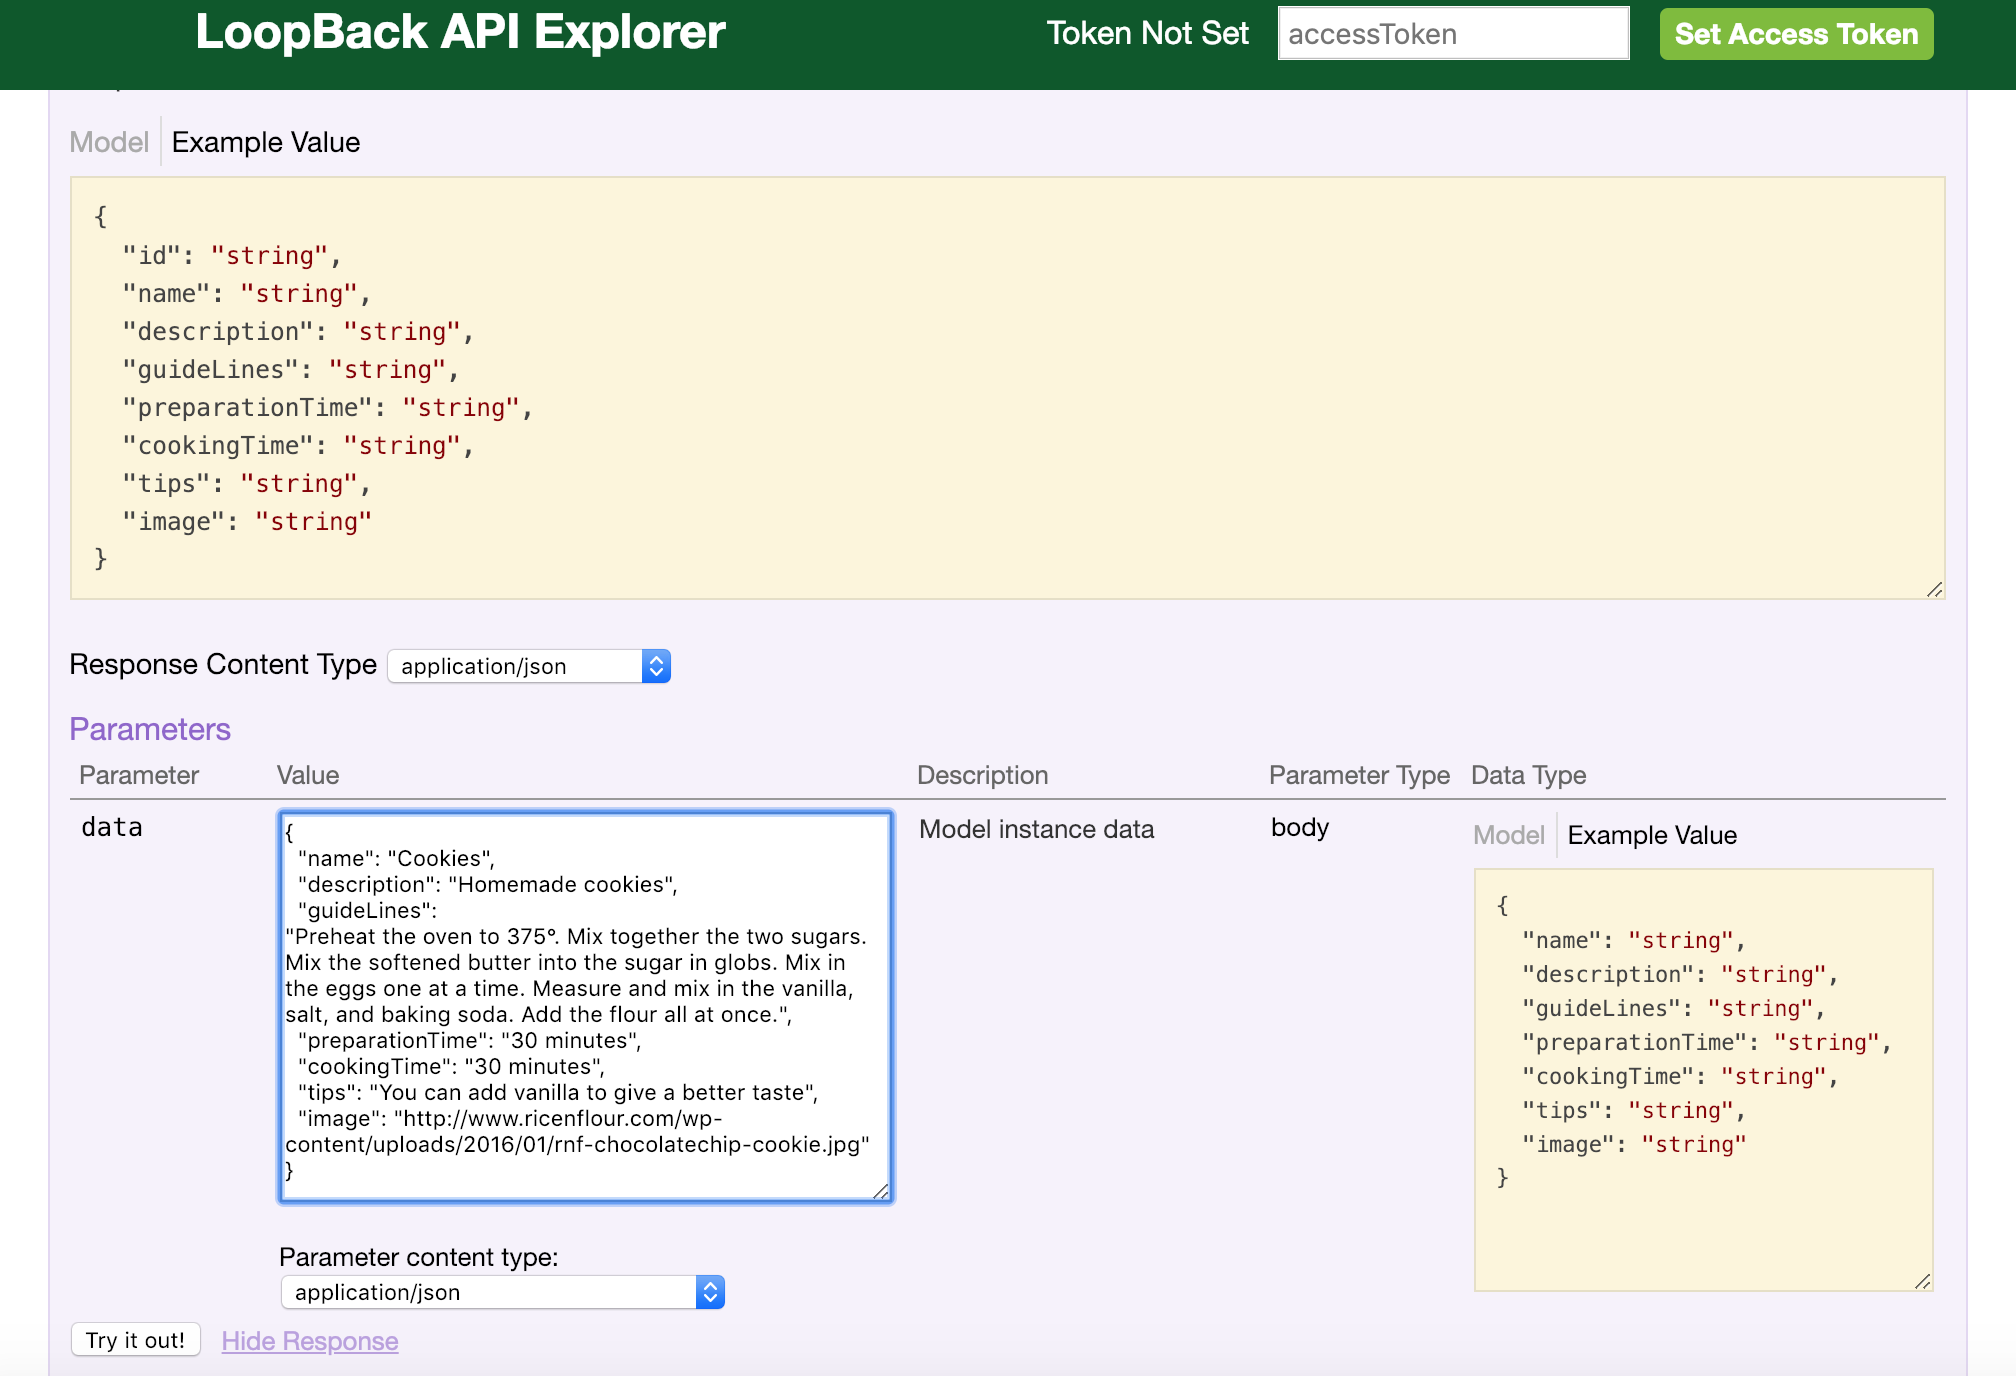 LoopBack API Explorer
Token Not Set
accessToken
Set Access Token
Model
Example Value
{
"id": "string",
"name": "string",
"description": "string",
"guideLines": "string",
"preparationTime": "string",
"cookingTime": "string",
"tips": "string",
"image": "string"
}
Response Content Type
application/json
Parameters
Parameter
Value
Description
Parameter Type
Data Type
data
{
"name": "Cookies",
"description": "Homemade cookies",
"guideLines":
"Preheat the oven to 375°. Mix together the two sugars.
Mix the softened butter into the sugar in globs. Mix in
the eggs one at a time. Measure and mix in the vanilla,
salt, and baking soda. Add the flour all at once.",
"preparationTime": "30 minutes",
"cookingTime": "30 minutes",
"tips": "You can add vanilla to give a better taste",
"image": "http://www.ricenflour.com/wp-
content/uploads/2016/01/rnf-chocolatechip-cookie.jpg"
}
Model instance data
body
Model
Example Value
{
"name": "string",
"description": "string",
"guideLines": "string",
"preparationTime": "string",
"cookingTime": "string",
"tips": "string",
"image": "string"
}
Parameter content type:
application/json
Try it out!
Hide Response